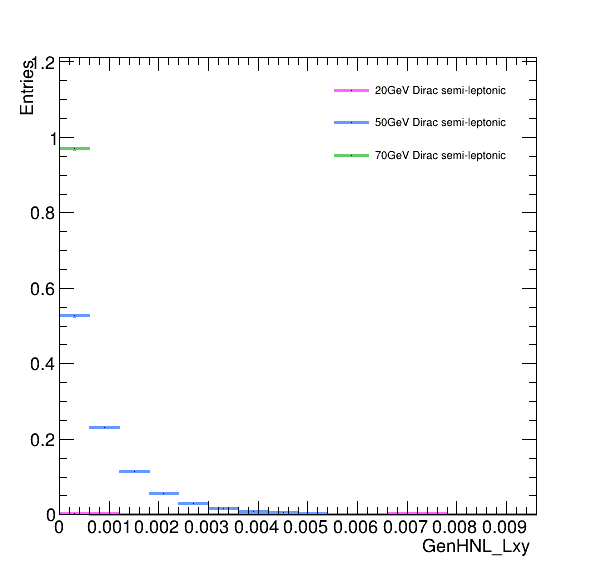 Entries
1.2
1
0.8
0.6
0.4
0.2
0
20GeV Dirac semi-leptonic
50GeV Dirac semi-leptonic
70GeV Dirac semi-leptonic
0 0.001 0.002 0.003 0.004 0.005 0.006 0.007 0.008 0.009
GenHNL_Lxy